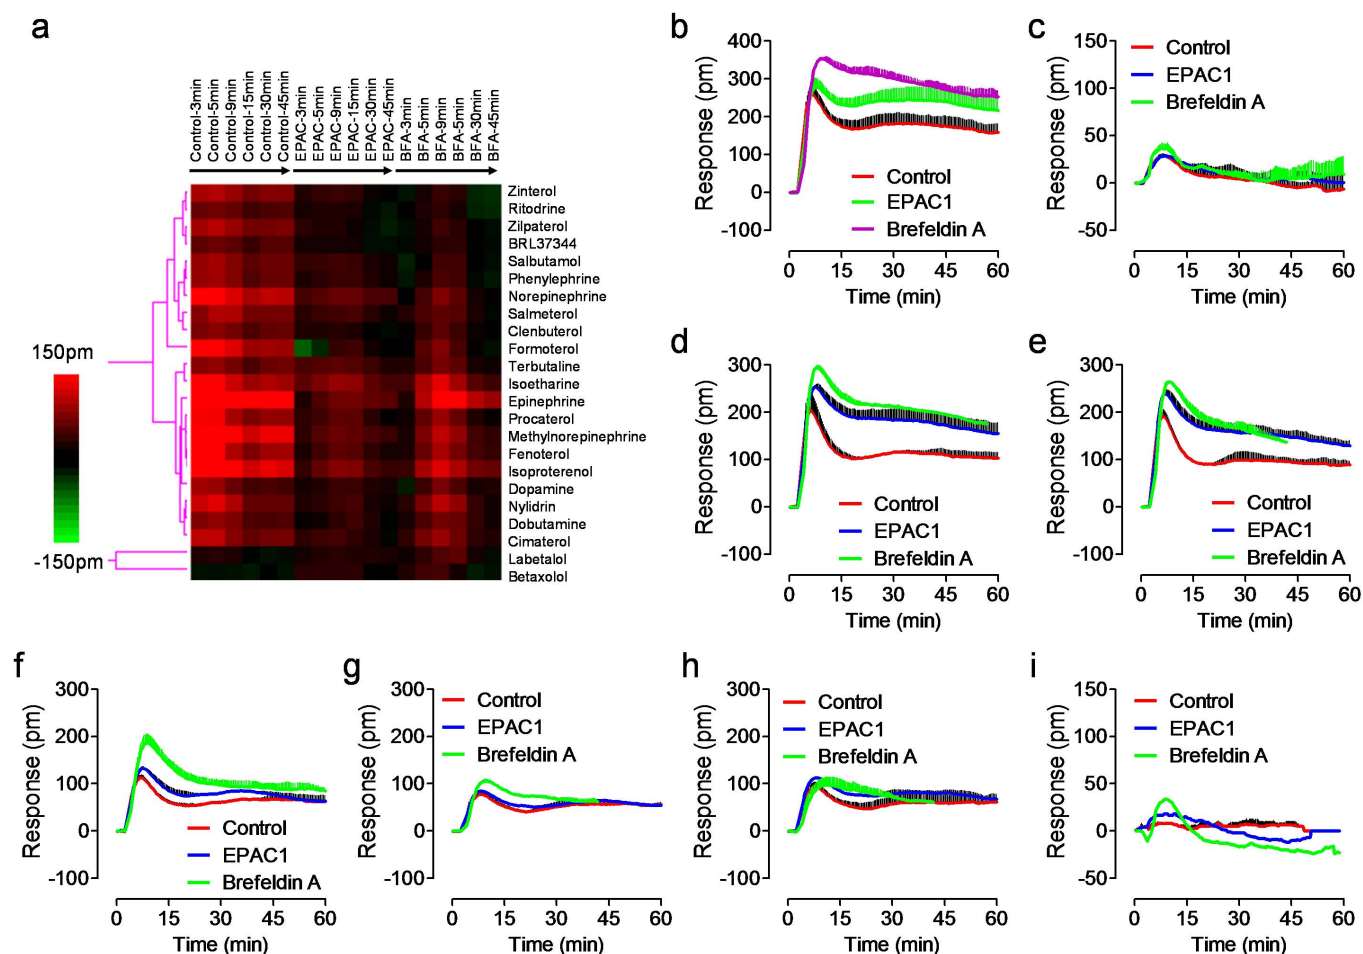 a
Control-3min
Control-5min
Control-9min
Control-15min
Control-30min
Control-45min
EPAC-3min
EPAC-5min
EPAC-9min
EPAC-15min
EPAC-30min
EPAC-45min
BFA-3min
BFA-5min
BFA-9min
BFA-5min
BFA-30min
BFA-45min
Zinterol
Ritodrine
Zilpaterol
BRL37344
Salbutamol
Phenylephrine
Norepinephrine
Salmeterol
Clenbuterol
Formoterol
Terbutaline
Isoetharine
Epinephrine
Procaterol
Methylnorepinephrine
Fenoterol
Isoproterenol
Dopamine
Nylidrin
Dobutamine
Cimaterol
Labetalol
Betaxolol
150pm
-150pm
b
Response (pm)
400
300
200
100
0
-100
Control
EPAC1
Brefeldin A
0 15 30 45 60
Time (min)
c
Response (pm)
150
100
50
0
-50
Control
EPAC1
Brefeldin A
0 15 30 45 60
Time (min)
d
Response (pm)
300
200
100
0
-100
Control
EPAC1
Brefeldin A
0 15 30 45 60
Time (min)
e
Response (pm)
300
200
100
0
-100
Control
EPAC1
Brefeldin A
0 15 30 45 60
Time (min)
f
Response (pm)
300
200
100
0
-100
Control
EPAC1
Brefeldin A
0 15 30 45 60
Time (min)
g
Response (pm)
300
200
100
0
-100
Control
EPAC1
Brefeldin A
0 15 30 45 60
Time (min)
h
Response (pm)
300
200
100
0
-100
Control
EPAC1
Brefeldin A
0 15 30 45 60
Time (min)
i
Response (pm)
150
100
50
0
-50
Control
EPAC1
Brefeldin A
0 15 30 45 60
Time (min)